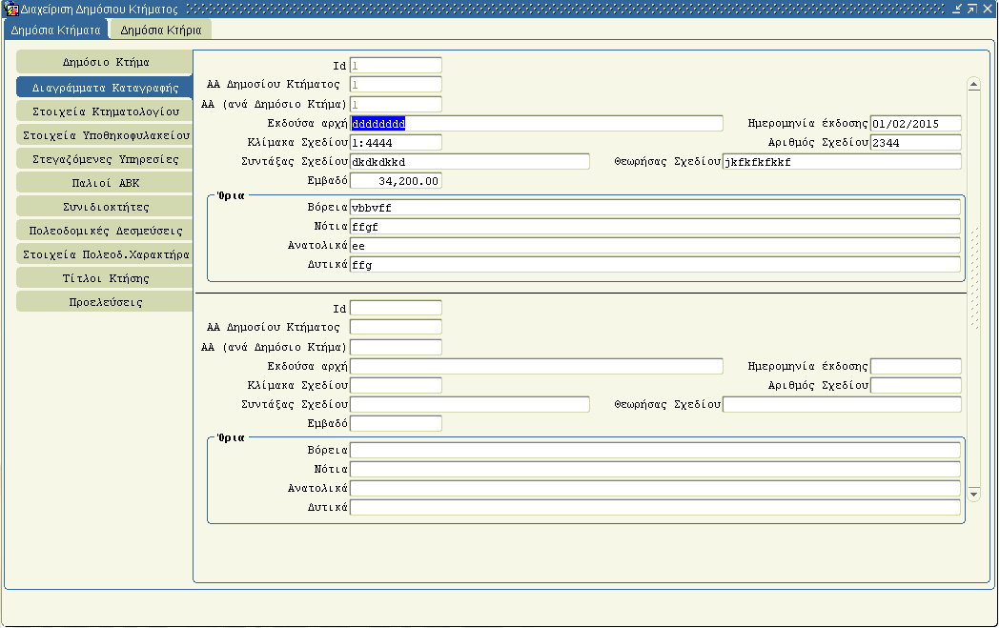 Διαχείριση Δημόσιου Κτήματος
Δημόσια Κτήματα Δημόσια Κτήρια
Δημόσιο Κτήμα
Διαγράμματα Καταγραφής
Στοιχεία Κτηματολογίου
Στοιχεία Υποθηκοφυλακείου
Στεγαζόμενες Υπηρεσίες
Παλιοί ΑΒΚ
Συνιδιοκτήτες
Πολεοδομικές Δεσμεύσεις
Στοιχεία Πολεοδ.Χαρακτήρα
Τίτλοι Κτήσης
Προελεύσεις
Id 1
ΑΑ Δημοσίου Κτήματος 1
ΑΑ (ανά Δημόσιο Κτήμα) 1
Εκδούσα αρχή dddddddd Ημερομηνία έκδοσης 01/02/2015
Κλίμακα Σχεδίου 1:4444 Αριθμός Σχεδίου 2344
Συντάξας Σχεδίου dkdkdkkd Θεωρήσας Σχεδίου jkfkfkfkkf
Εμβαδό 34,200.00
Όρια
Βόρεια vbbvff
Νότια ffgf
Ανατολικά ee
Δυτικά ffg
Id
ΑΑ Δημοσίου Κτήματος
ΑΑ (ανά Δημόσιο Κτήμα)
Εκδούσα αρχή Ημερομηνία έκδοσης
Κλίμακα Σχεδίου Αριθμός Σχεδίου
Συντάξας Σχεδίου Θεωρήσας Σχεδίου
Εμβαδό
Όρια
Βόρεια
Νότια
Ανατολικά
Δυτικά